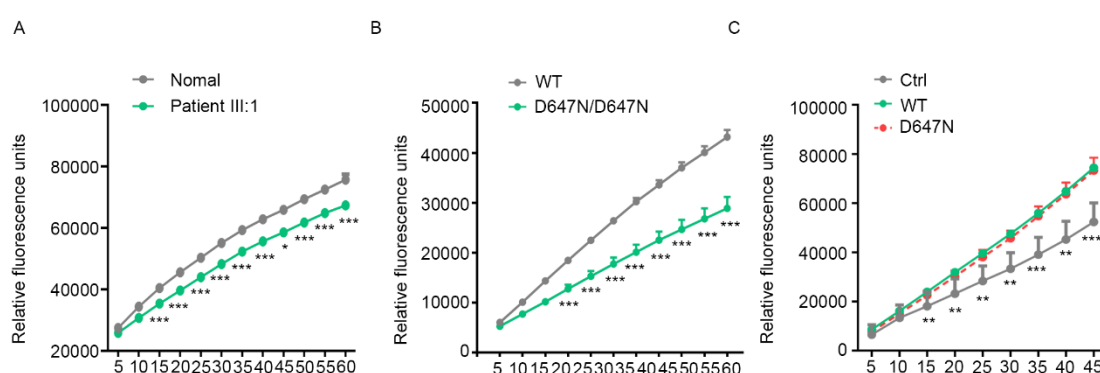 A
Nomal
Patient III:1
Relative fluorescence units
100000
80000
60000
40000
20000
*** *** *** *** *** *** * *** *** ***
5 10 15 20 25 30 35 40 45 50 55 60
B
WT
D647N/D647N
Relative fluorescence units
50000
40000
30000
20000
10000
0
*** *** *** *** *** *** *** ***
5 10 15 20 25 30 35 40 45 50 55 60
C
Ctrl
WT
D647N
Relative fluorescence units
100000
80000
60000
40000
20000
0
** ** ** ** *** ** ***
5 10 15 20 25 30 35 40 45